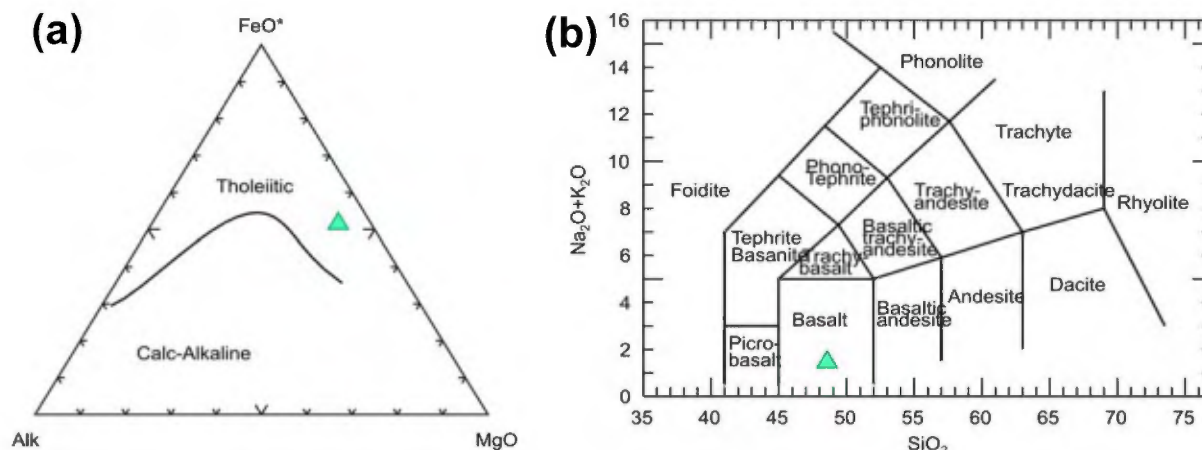 (a)
FeO*
Tholeiitic
Calc-Alkaline
Alk
MgO
(b)
16
14
12
10
8
6
4
2
0
Na₂O+K₂O
Phonolite
Tephri-
phonolite
Trachyte
Phono-
Tephrite
Foidite
Trachy-
andesite
Trachydacite
Rhyolite
Tephrite
Basanite
Basaltic
trachy-
andesite
Trachy-
basalt
Basalt
Basaltic
andesite
Andesite
Dacite
Picro-
basalt
35 40 45 50 55 60 65 70 75